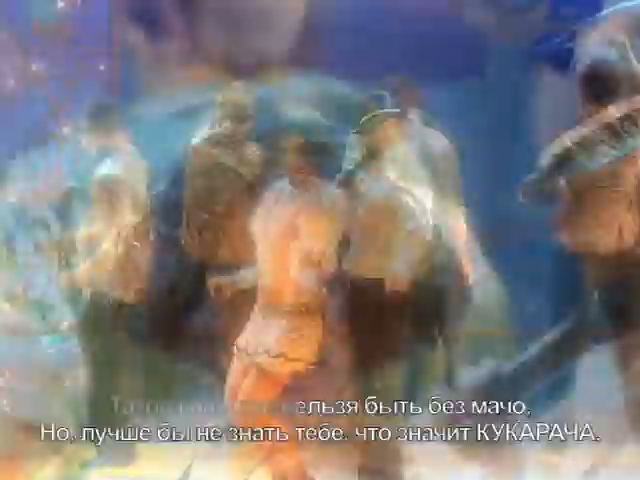 нельзя быть без мачо,
Но, лучше бы не знать тебе, что значит КУКАРАЧА.